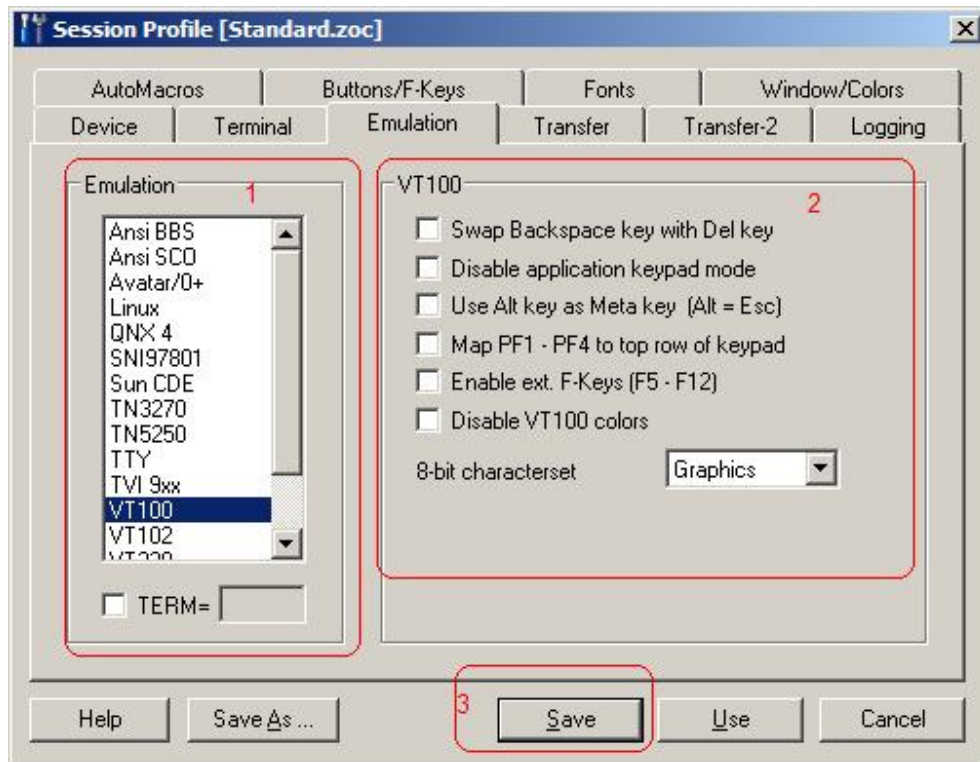 Session Profile [Standard.zoc]
AutoMacros Buttons/F-Keys Fonts Window/Colors
Device Terminal Emulation Transfer Transfer-2 Logging
Emulation
1
Ansi BBS
Ansi SCO
Avatar/0+
Linux
QNX 4
SNI97801
Sun CDE
TN3270
TN5250
TTY
TVI 9xx
VT100
VT102
VT220
TERM=
VT100
2
Swap Backspace key with Del key
Disable application keypad mode
Use Alt key as Meta key (Alt = Esc)
Map PF1 - PF4 to top row of keypad
Enable ext. F-Keys (F5 - F12)
Disable VT100 colors
8-bit characterset Graphics
3
Help Save As ... Save Use Cancel